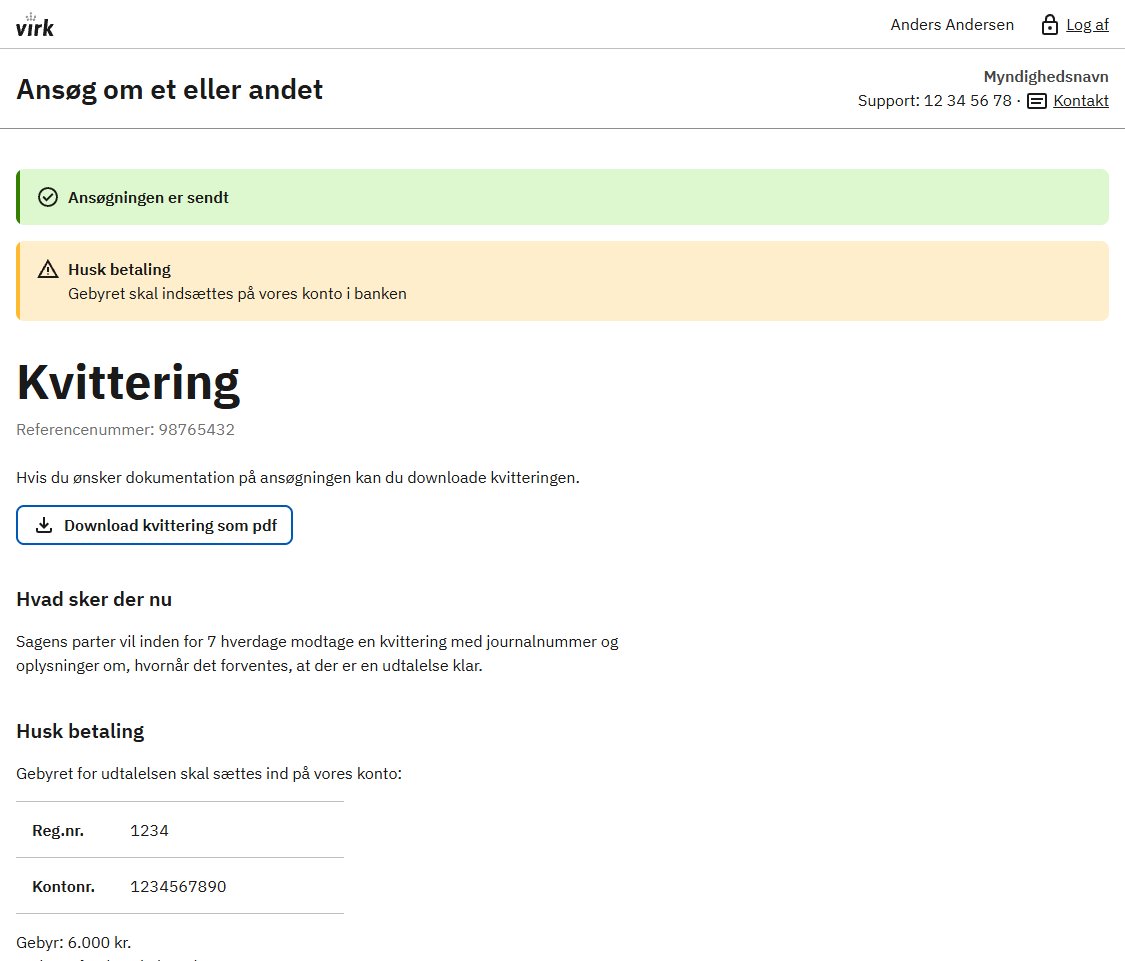 virk
Anders Andersen
Log af
Ansøg om et eller andet
Myndighedsnavn
Support: 12 34 56 78 · Kontakt
Ansøgningen er sendt
Husk betaling
Gebyret skal indsættes på vores konto i banken
Kvittering
Referencenummer: 98765432
Hvis du ønsker dokumentation på ansøgningen kan du downloade kvitteringen.
Download kvittering som pdf
Hvad sker der nu
Sagens parter vil inden for 7 hverdage modtage en kvittering med journalnummer og
oplysninger om, hvornår det forventes, at der er en udtalelse klar.
Husk betaling
Gebyret for udtalelsen skal sættes ind på vores konto:
Reg.nr. 1234
Kontonr. 1234567890
Gebyr: 6.000 kr.